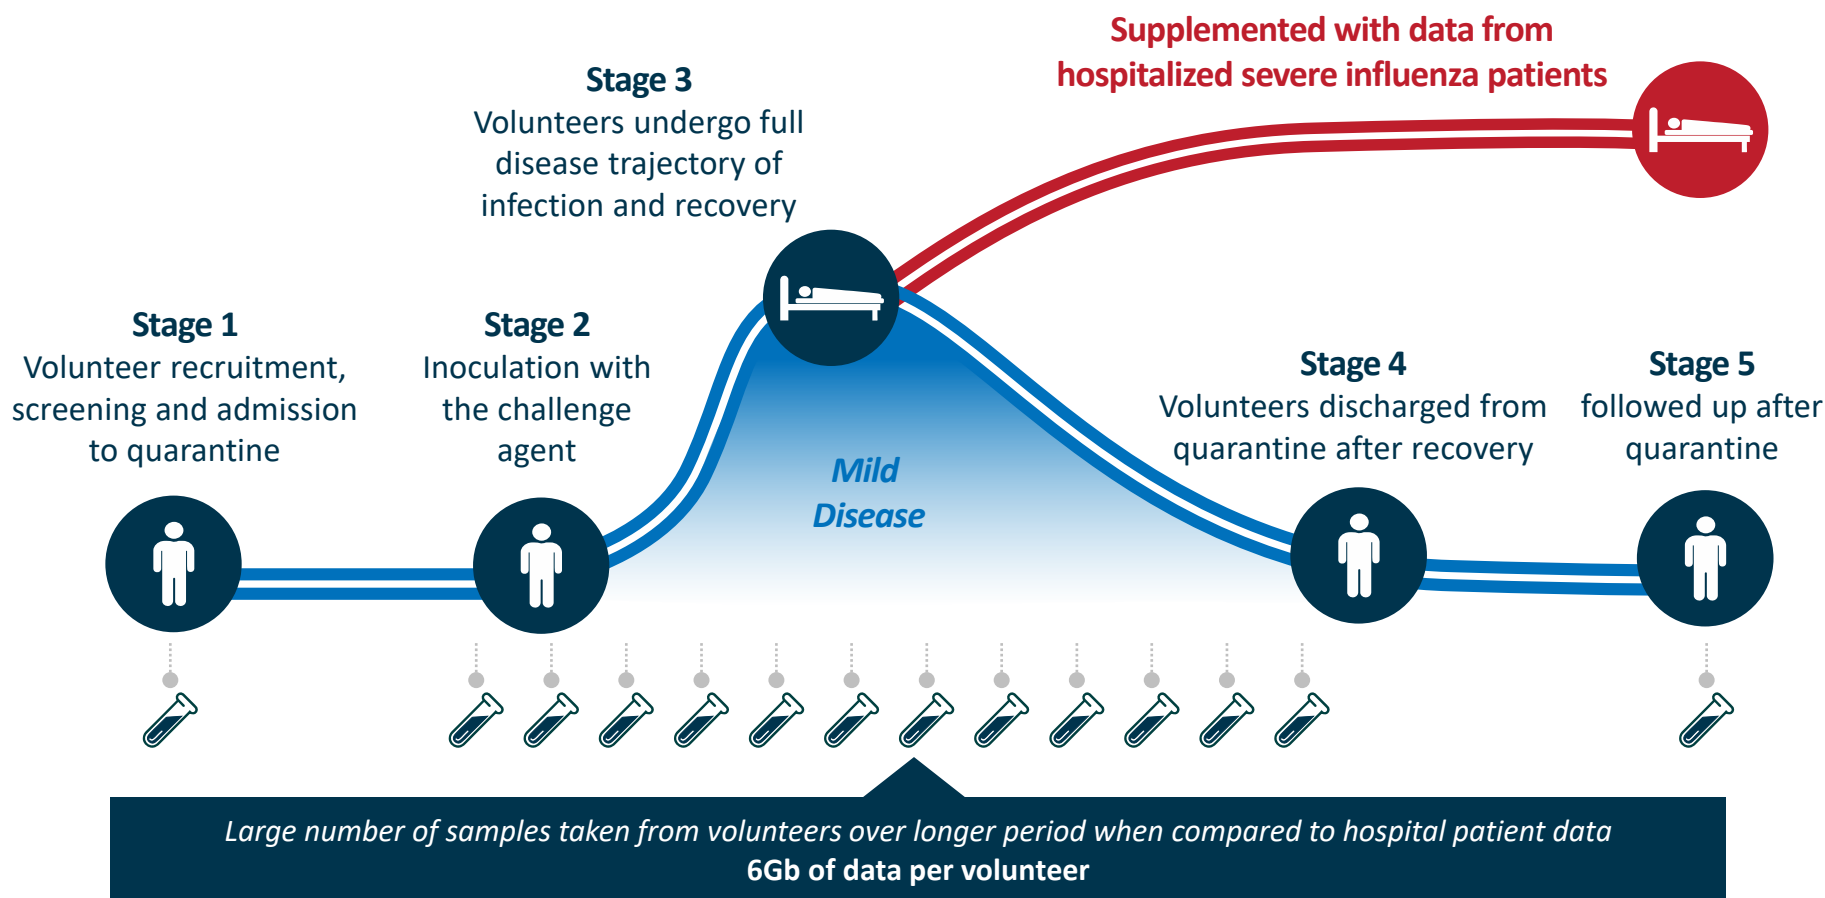 Supplemented with data from
hospitalized severe influenza patients
Stage 3
Volunteers undergo full
disease trajectory of
infection and recovery
Stage 1
Volunteer recruitment,
screening and admission
to quarantine
Stage 2
Inoculation with
the challenge
agent
Mild
Disease
Stage 4
Volunteers discharged from
quarantine after recovery
Stage 5
followed up after
quarantine
Large number of samples taken from volunteers over longer period when compared to hospital patient data
6Gb of data per volunteer